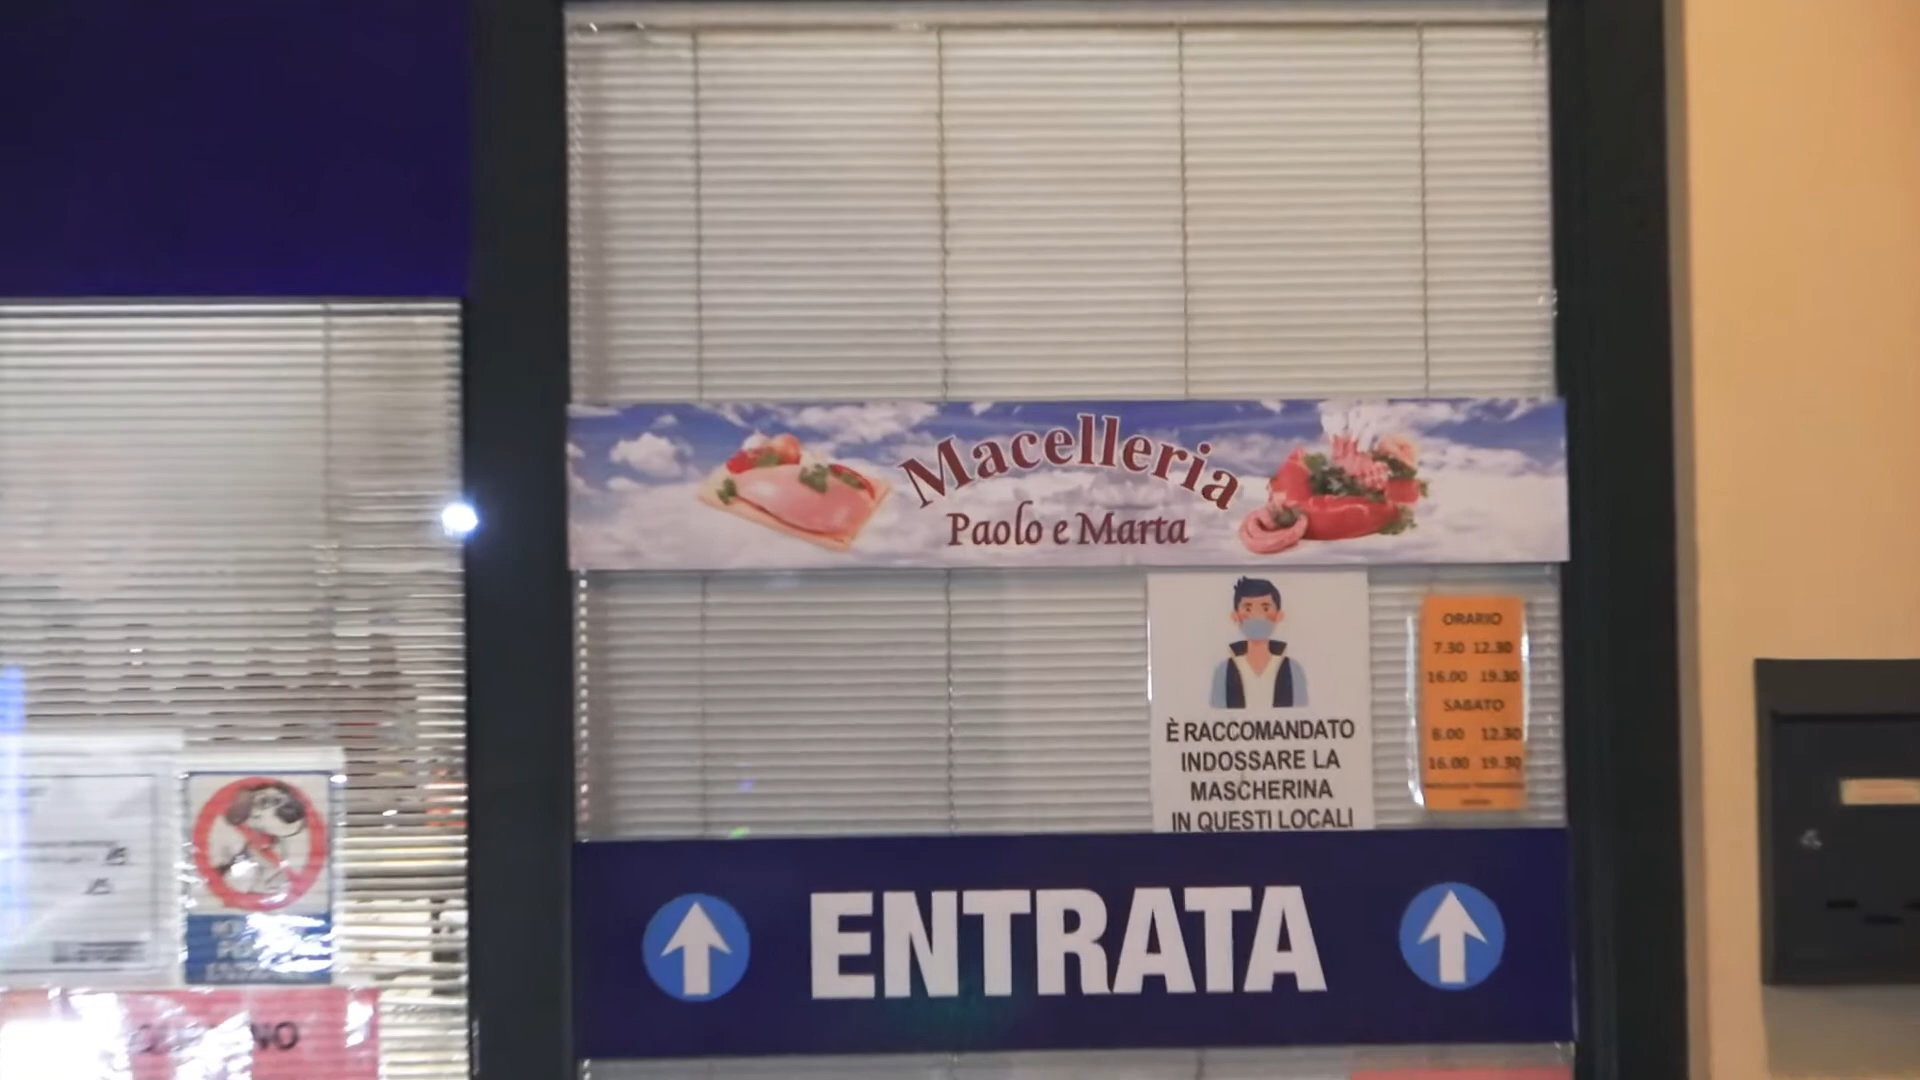 Macelleria
Paolo e Marta
È RACCOMANDATO
INDOSSARE LA
MASCHERINA
IN QUESTI LOCALI
ORARIO
7.30 12.30
16.00 19.30
SABATO
8.00 12.30
16.00 19.30
ENTRATA